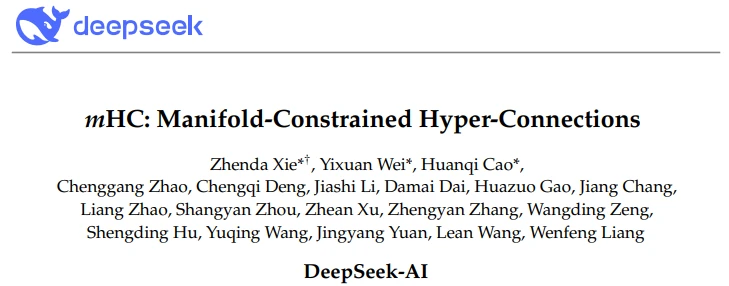 deepseek
mHC: Manifold-Constrained Hyper-Connections
Zhenda Xie*†, Yixuan Wei*, Huanqi Cao*,
Chenggang Zhao, Chengqi Deng, Jiashi Li, Damai Dai, Huazuo Gao, Jiang Chang,
Liang Zhao, Shangyan Zhou, Zhean Xu, Zhengyan Zhang, Wangding Zeng,
Shengding Hu, Yuqing Wang, Jingyang Yuan, Lean Wang, Wenfeng Liang
DeepSeek-AI